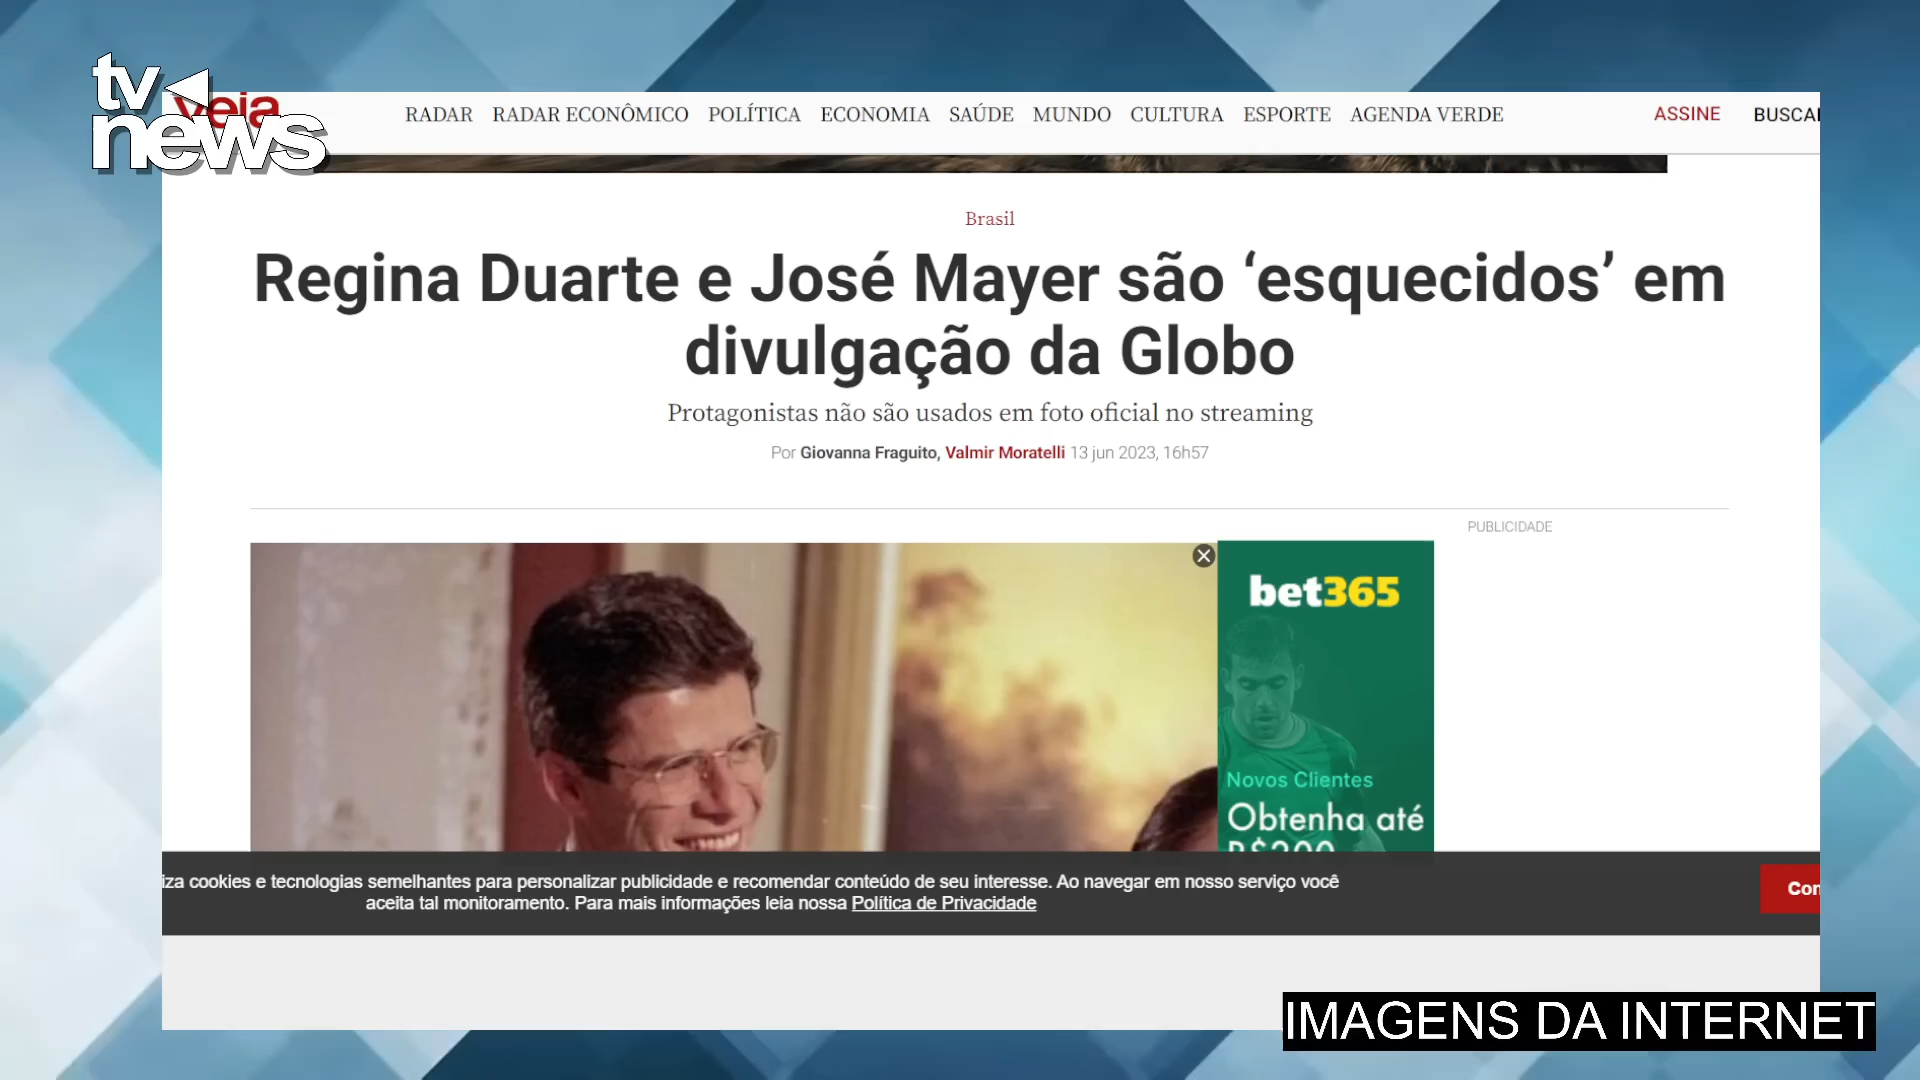 tv
news
veja
RADAR RADAR ECONÔMICO POLÍTICA ECONOMIA SAÚDE MUNDO CULTURA ESPORTE AGENDA VERDE ASSINE BUSCA
Brasil
Regina Duarte e José Mayer são ‘esquecidos’ em
divulgação da Globo
Protagonistas não são usados em foto oficial no streaming
Por Giovanna Fraguito, Valmir Moratelli 13 jun 2023, 16h57
PUBLICIDADE
bet365
Novos Clientes
Obtenha até
R$200
iza cookies e tecnologias semelhantes para personalizar publicidade e recomendar conteúdo de seu interesse. Ao navegar em nosso serviço você
aceita tal monitoramento. Para mais informações leia nossa Política de Privacidade
Con
IMAGENS DA INTERNET